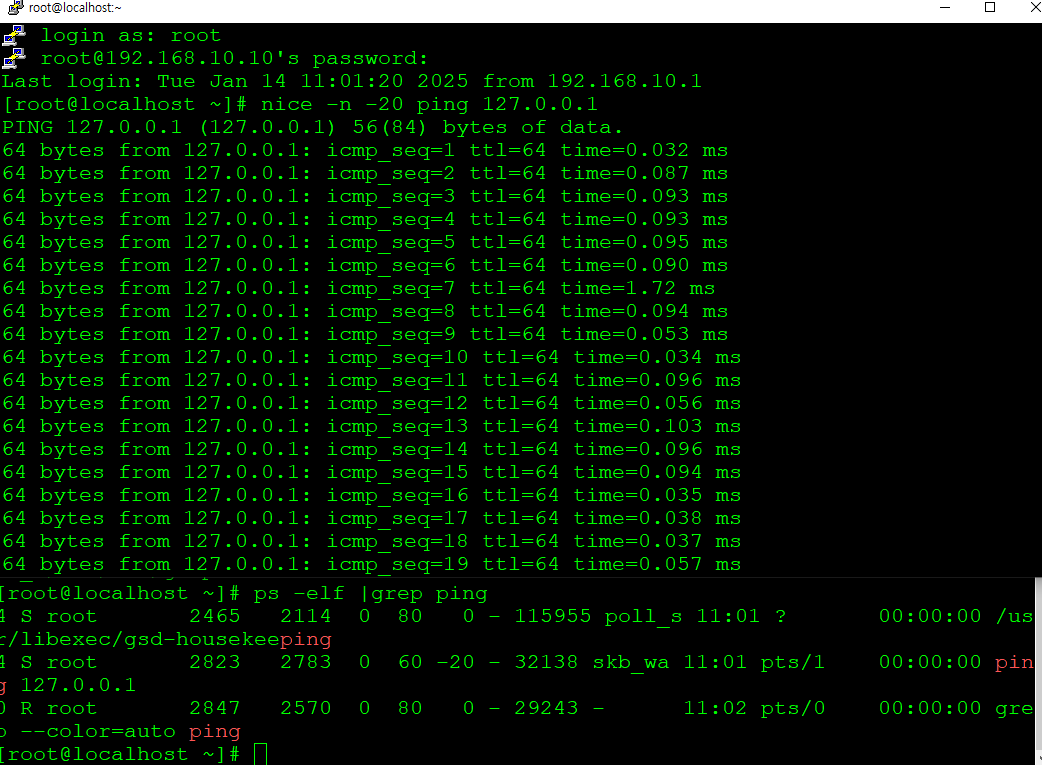 root@localhost:~
login as: root
root@192.168.10.10's password:
Last login: Tue Jan 14 11:01:20 2025 from 192.168.10.1
[root@localhost ~]# nice -n -20 ping 127.0.0.1
PING 127.0.0.1 (127.0.0.1) 56(84) bytes of data.
64 bytes from 127.0.0.1: icmp_seq=1 ttl=64 time=0.032 ms
64 bytes from 127.0.0.1: icmp_seq=2 ttl=64 time=0.087 ms
64 bytes from 127.0.0.1: icmp_seq=3 ttl=64 time=0.093 ms
64 bytes from 127.0.0.1: icmp_seq=4 ttl=64 time=0.093 ms
64 bytes from 127.0.0.1: icmp_seq=5 ttl=64 time=0.095 ms
64 bytes from 127.0.0.1: icmp_seq=6 ttl=64 time=0.090 ms
64 bytes from 127.0.0.1: icmp_seq=7 ttl=64 time=1.72 ms
64 bytes from 127.0.0.1: icmp_seq=8 ttl=64 time=0.094 ms
64 bytes from 127.0.0.1: icmp_seq=9 ttl=64 time=0.053 ms
64 bytes from 127.0.0.1: icmp_seq=10 ttl=64 time=0.034 ms
64 bytes from 127.0.0.1: icmp_seq=11 ttl=64 time=0.096 ms
64 bytes from 127.0.0.1: icmp_seq=12 ttl=64 time=0.056 ms
64 bytes from 127.0.0.1: icmp_seq=13 ttl=64 time=0.103 ms
64 bytes from 127.0.0.1: icmp_seq=14 ttl=64 time=0.096 ms
64 bytes from 127.0.0.1: icmp_seq=15 ttl=64 time=0.094 ms
64 bytes from 127.0.0.1: icmp_seq=16 ttl=64 time=0.035 ms
64 bytes from 127.0.0.1: icmp_seq=17 ttl=64 time=0.038 ms
64 bytes from 127.0.0.1: icmp_seq=18 ttl=64 time=0.037 ms
64 bytes from 127.0.0.1: icmp_seq=19 ttl=64 time=0.057 ms
[root@localhost ~]# ps -elf |grep ping
4 S root 2465 2114 0 80 0 - 115955 poll_s 11:01 ? 00:00:00 /us
r/libexec/gsd-housekeeping
4 S root 2823 2783 0 60 -20 - 32138 skb_wa 11:01 pts/1 00:00:00 pin
g 127.0.0.1
0 R root 2847 2570 0 80 0 - 29243 - 11:02 pts/0 00:00:00 gre
p --color=auto ping
[root@localhost ~]#